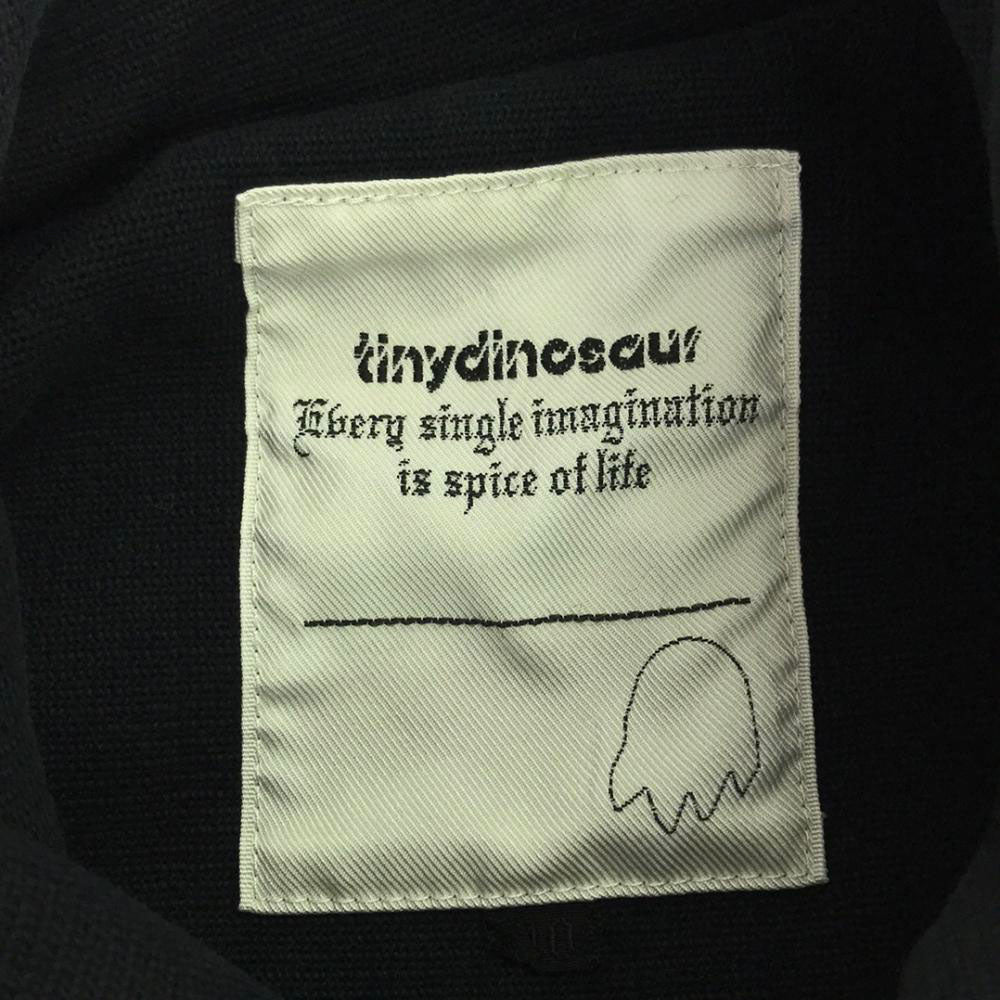 tinydinosaur
Every single imagination
is spice of life